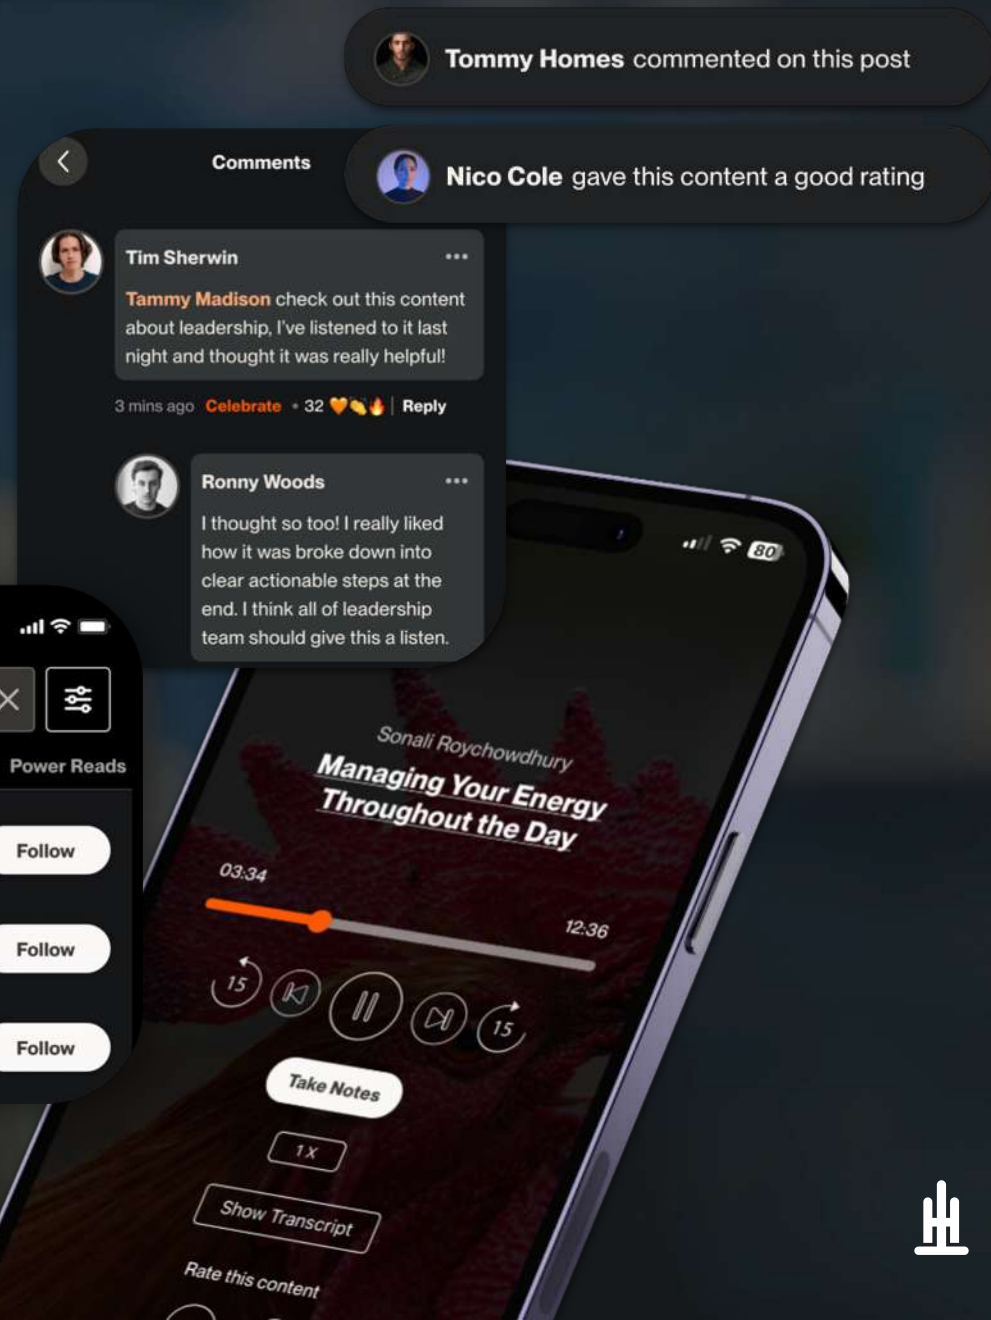 Tommy Homes commented on this post
Nico Cole gave this content a good rating
Comments
Tim Sherwin
Tammy Madison check out this content
about leadership, I've listened to it last
night and thought it was really helpful!
3 mins ago Celebrate • 32 🧡👏🔥 | Reply
Ronny Woods
I thought so too! I really liked
how it was broke down into
clear actionable steps at the
end. I think all of leadership
team should give this a listen.
80
Power Reads
Follow
Follow
Follow
Sonali Roychowdhury
Managing Your Energy
Throughout the Day
03:34
12:36
15
15
Take Notes
1 X
Show Transcript
Rate this content